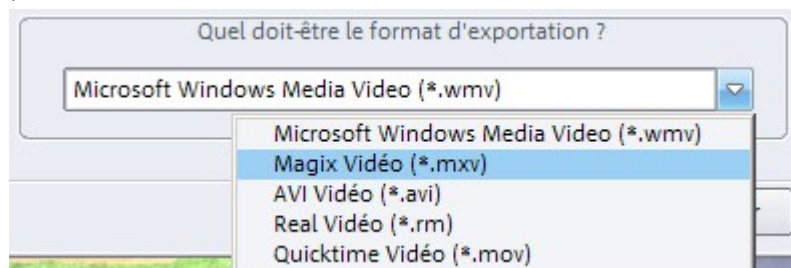 Quel doit-être le format d'exportation ?
Microsoft Windows Media Video (*.wmv)
Microsoft Windows Media Video (*.wmv)
Magix Vidéo (*.mxv)
AVI Vidéo (*.avi)
Real Vidéo (*.rm)
Quicktime Vidéo (*.mov)